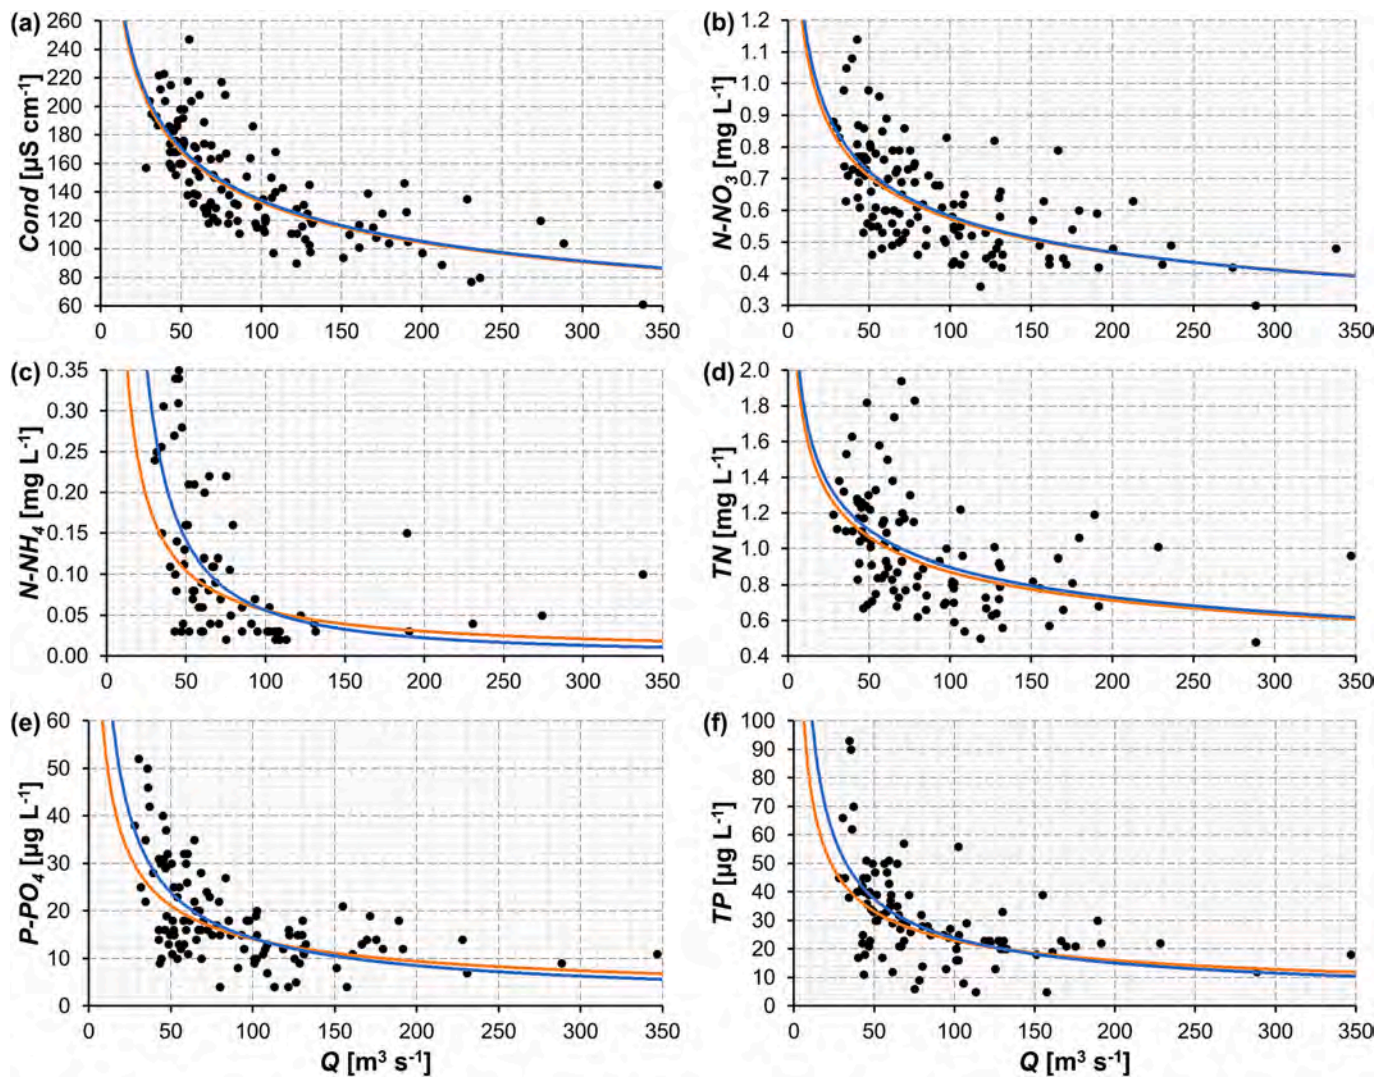 (a)
Cond [µS cm⁻¹]
260
240
220
200
180
160
140
120
100
80
60
0 50 100 150 200 250 300 350
(b)
N-NO₃ [mg L⁻¹]
1.2
1.1
1.0
0.9
0.8
0.7
0.6
0.5
0.4
0.3
0 50 100 150 200 250 300 350
(c)
N-NH₄ [mg L⁻¹]
0.35
0.30
0.25
0.20
0.15
0.10
0.05
0.00
0 50 100 150 200 250 300 350
(d)
TN [mg L⁻¹]
2.0
1.8
1.6
1.4
1.2
1.0
0.8
0.6
0.4
0 50 100 150 200 250 300 350
(e)
P-PO₄ [µg L⁻¹]
60
50
40
30
20
10
0
0 50 100 150 200 250 300 350
Q [m³ s⁻¹]
(f)
TP [µg L⁻¹]
100
90
80
70
60
50
40
30
20
10
0
0 50 100 150 200 250 300 350
Q [m³ s⁻¹]